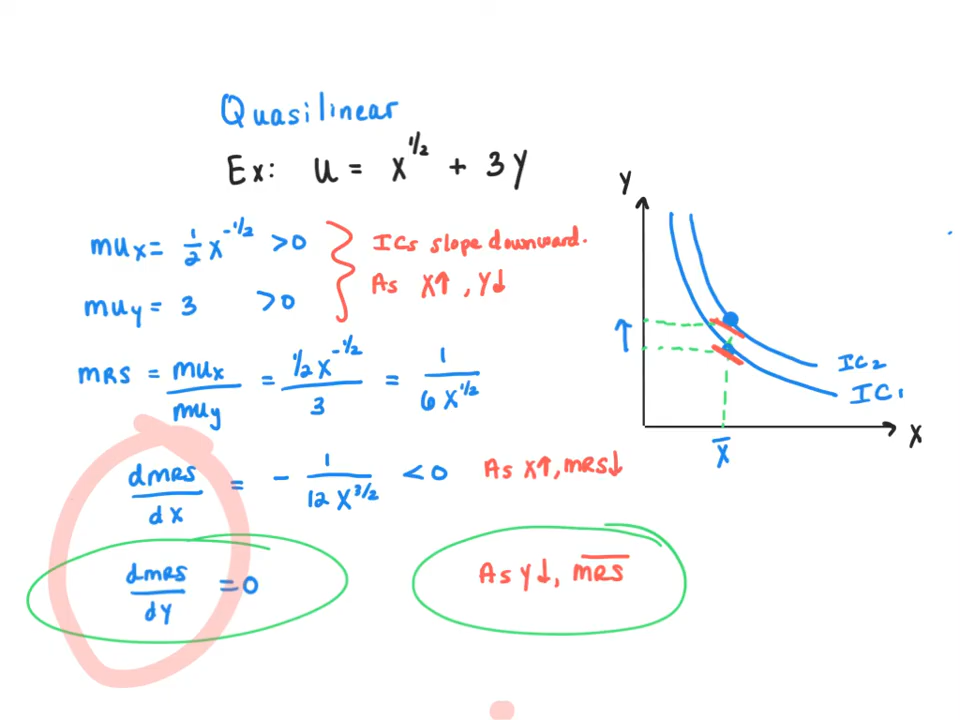 Quasilinear
Ex: U = X^1/2 + 3Y
MUx = 1/2 X^-1/2 > 0
MUy = 3 > 0
ICs slope downward.
As X↑, Y↓
MRS = MUx/MUy = 1/2 X^-1/2 / 3 = 1 / 6X^1/2
dMRS/dX = - 1 / 12X^3/2 < 0
As X↑, MRS↓
dMRS/dY = 0
As Y↓, M̅R̅S̅
Y
↑
IC2
IC1
X
X̅